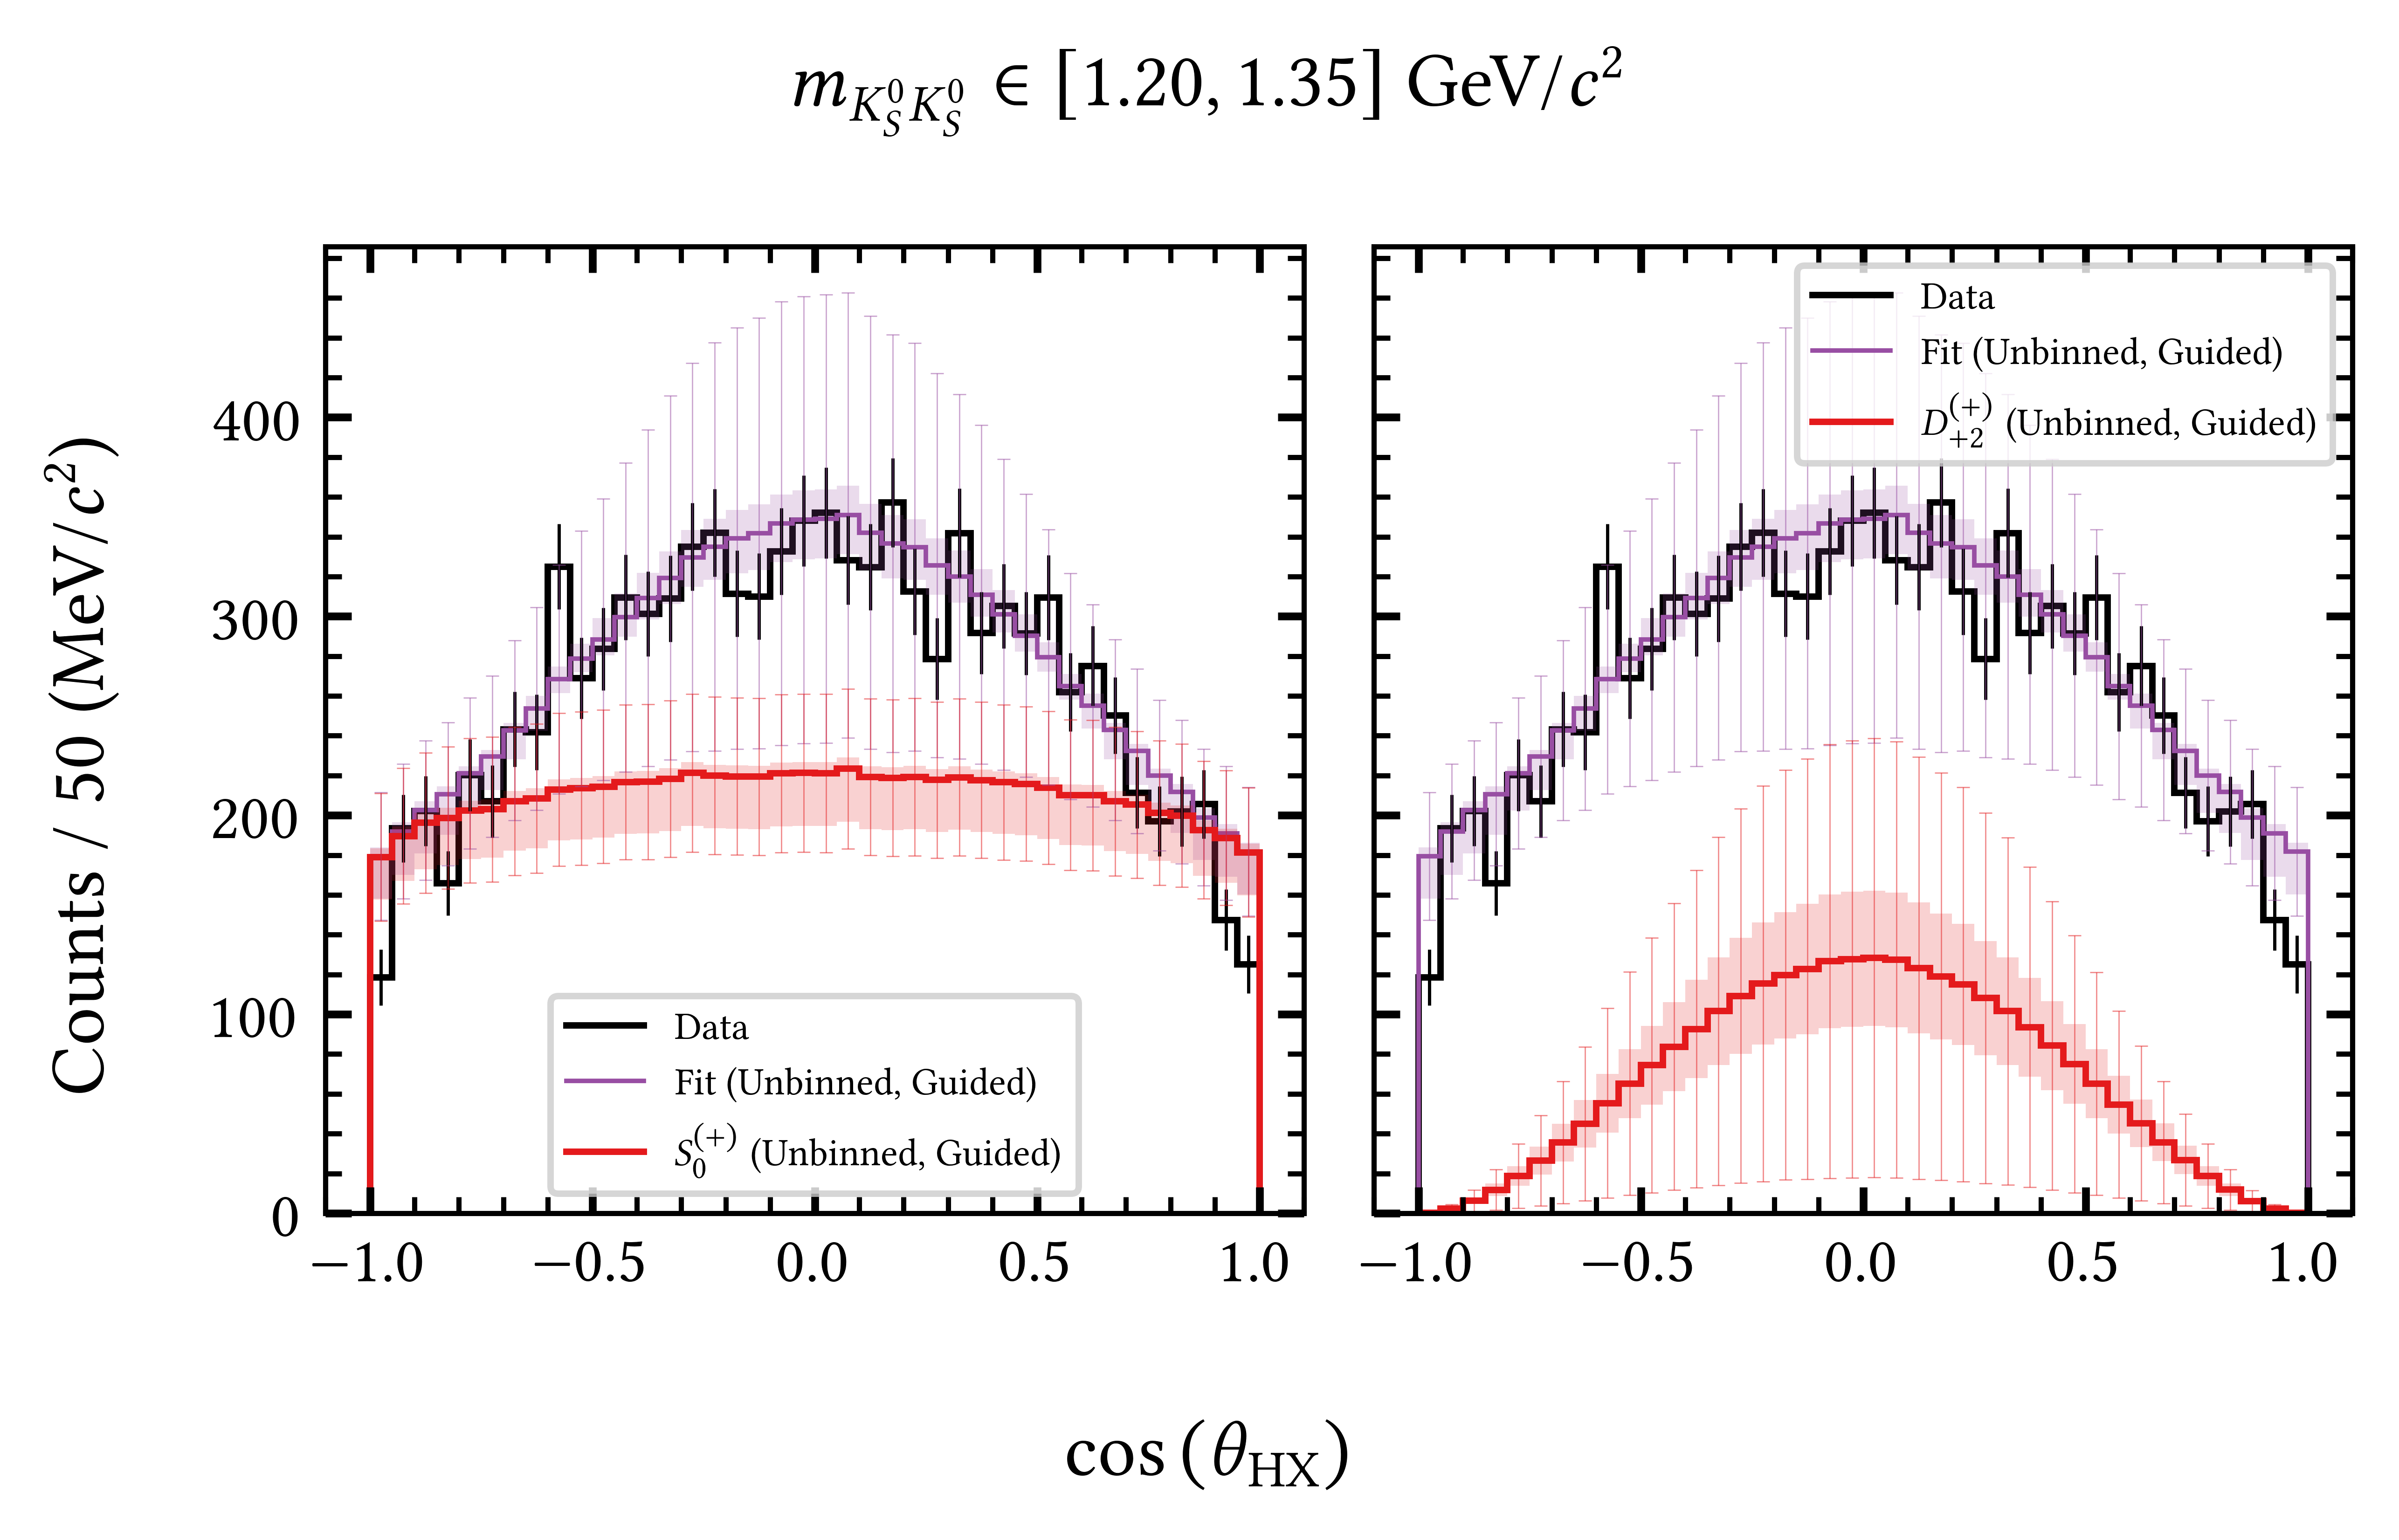 m_{K_S^0 K_S^0} ∈ [1.20, 1.35] GeV/c²
Counts / 50 (MeV/c²)
400
300
200
100
0
Data
Fit (Unbinned, Guided)
S_0^{(+)} (Unbinned, Guided)
−1.0 −0.5 0.0 0.5 1.0
Data
Fit (Unbinned, Guided)
D_{+2}^{(+)} (Unbinned, Guided)
−1.0 −0.5 0.0 0.5 1.0
cos (θ_{HX})